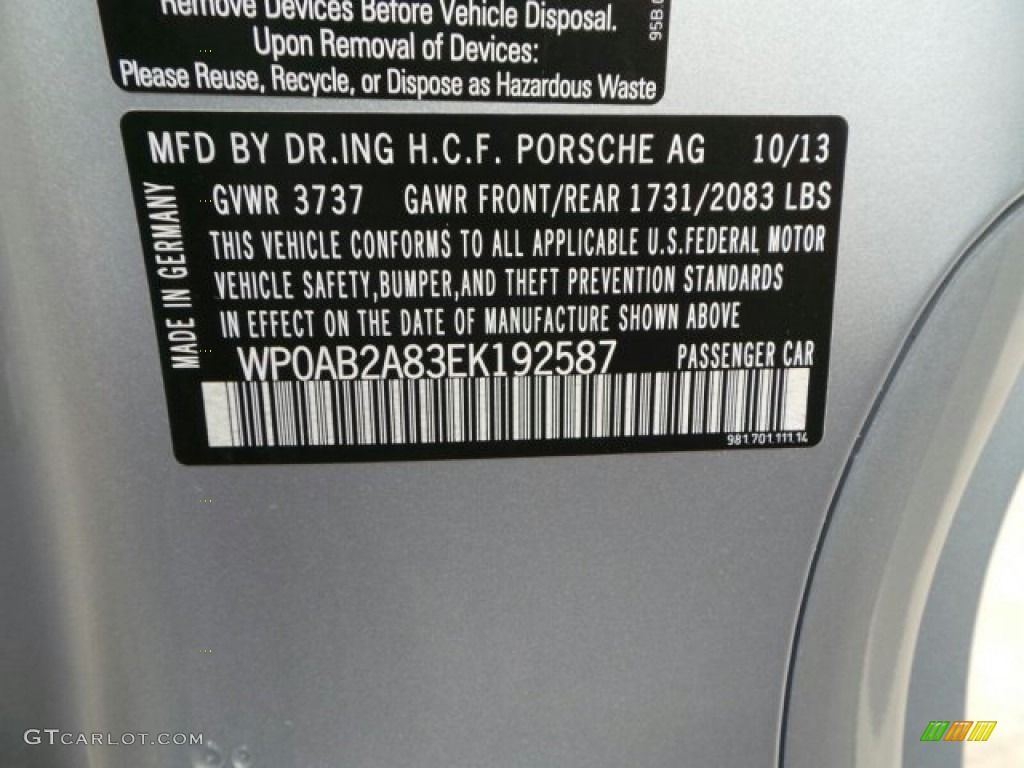 Remove Devices Before Vehicle Disposal.
Upon Removal of Devices:
Please Reuse, Recycle, or Dispose as Hazardous Waste
95B.
MFD BY DR.ING H.C.F. PORSCHE AG 10/13
GVWR 3737 GAWR FRONT/REAR 1731/2083 LBS
THIS VEHICLE CONFORMS TO ALL APPLICABLE U.S.FEDERAL MOTOR
VEHICLE SAFETY,BUMPER,AND THEFT PREVENTION STANDARDS
IN EFFECT ON THE DATE OF MANUFACTURE SHOWN ABOVE
WP0AB2A83EK192587 PASSENGER CAR
MADE IN GERMANY
981.701.111.14
GTCARLOT.COM